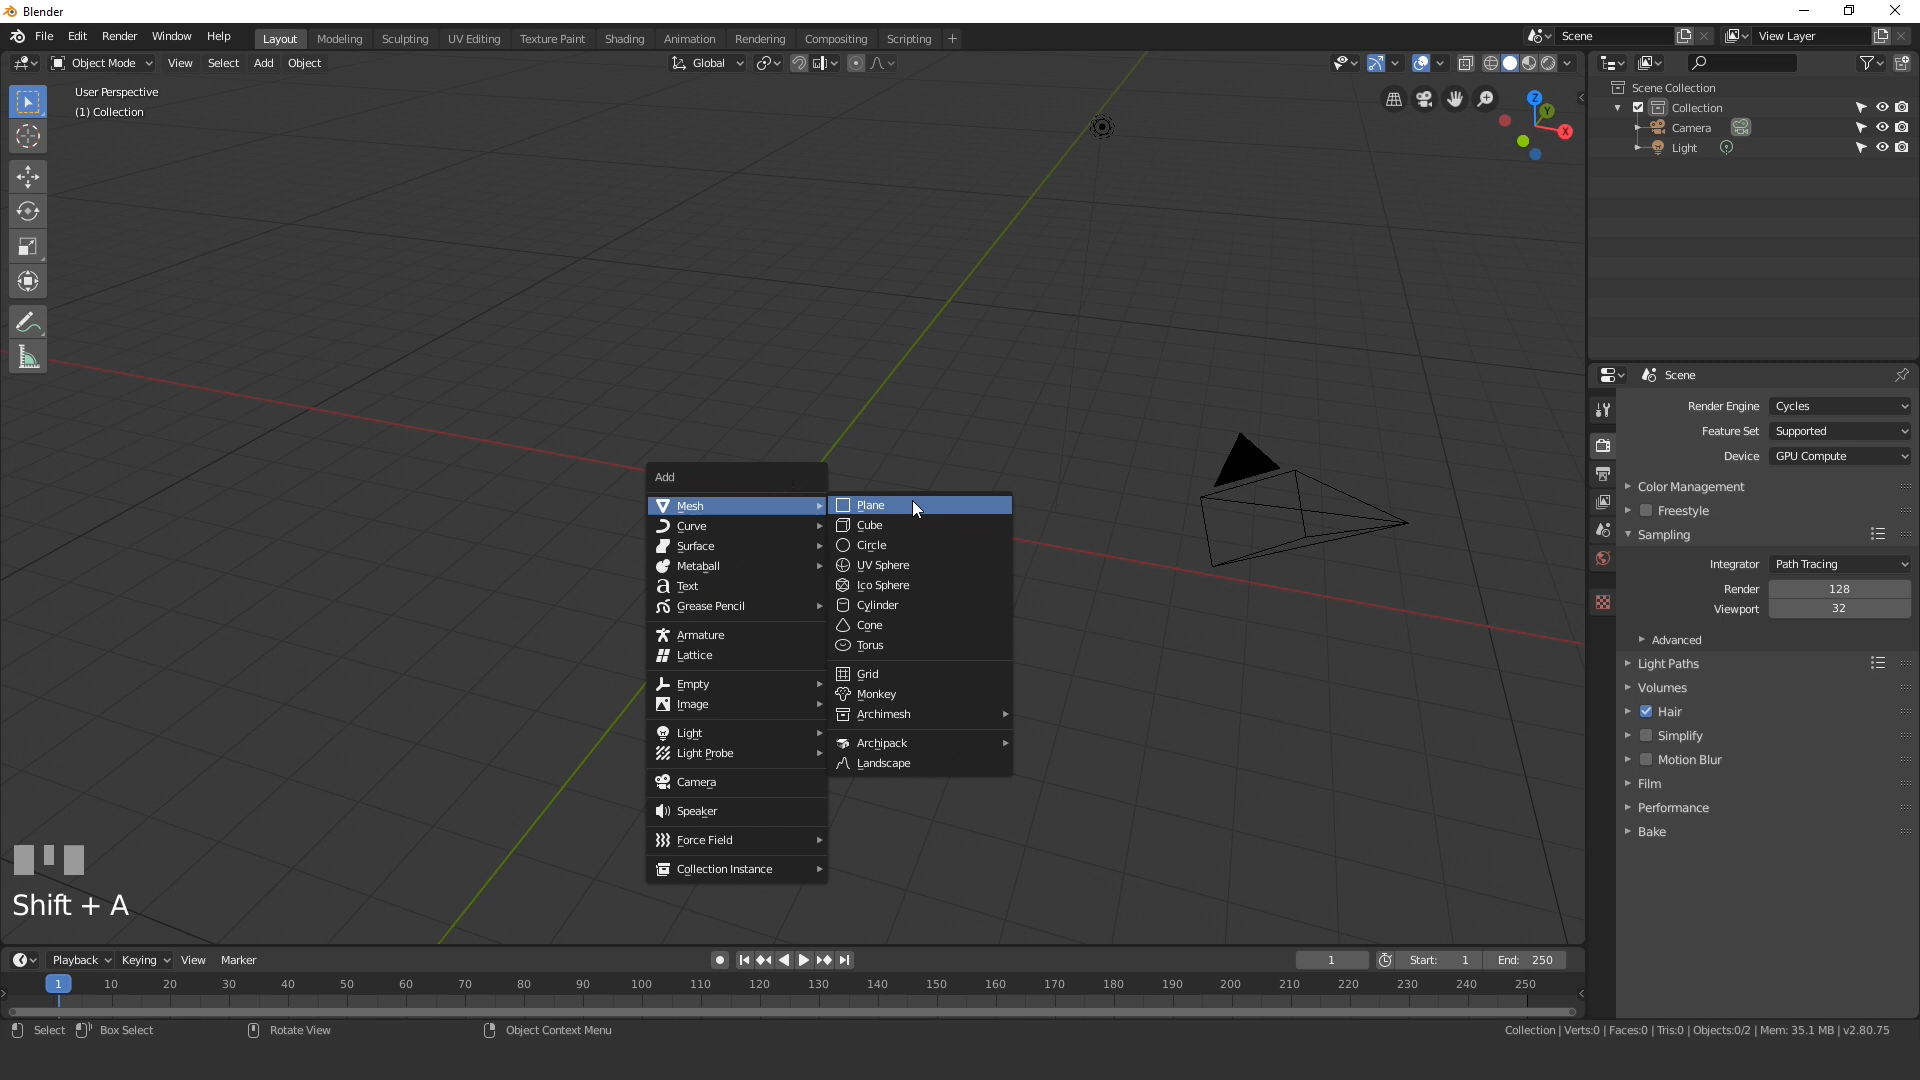 Blender
File Edit Render Window Help Layout Modeling Sculpting UV Editing Texture Paint Shading Animation Rendering Compositing Scripting + Scene View Layer
Object Mode View Select Add Object Global
User Perspective
(1) Collection
Z
Y
X
Scene Collection
Collection
Camera
Light
Scene
Render Engine Cycles
Feature Set Supported
Device GPU Compute
Color Management
Freestyle
Sampling
Integrator Path Tracing
Render 128
Viewport 32
Advanced
Light Paths
Volumes
Hair
Simplify
Motion Blur
Film
Performance
Bake
Add
Mesh
Curve
Surface
Metaball
Text
Grease Pencil
Armature
Lattice
Empty
Image
Light
Light Probe
Camera
Speaker
Force Field
Collection Instance
Plane
Cube
Circle
UV Sphere
Ico Sphere
Cylinder
Cone
Torus
Grid
Monkey
Archimesh
Archipack
Landscape
Shift + A
Playback Keying View Marker 1 Start: 1 End: 250
1 10 20 30 40 50 60 70 80 90 100 110 120 130 140 150 160 170 180 190 200 210 220 230 240 250
Select Box Select Rotate View Object Context Menu Collection | Verts:0 | Faces:0 | Tris:0 | Objects:0/2 | Mem: 35.1 MB | v2.80.75